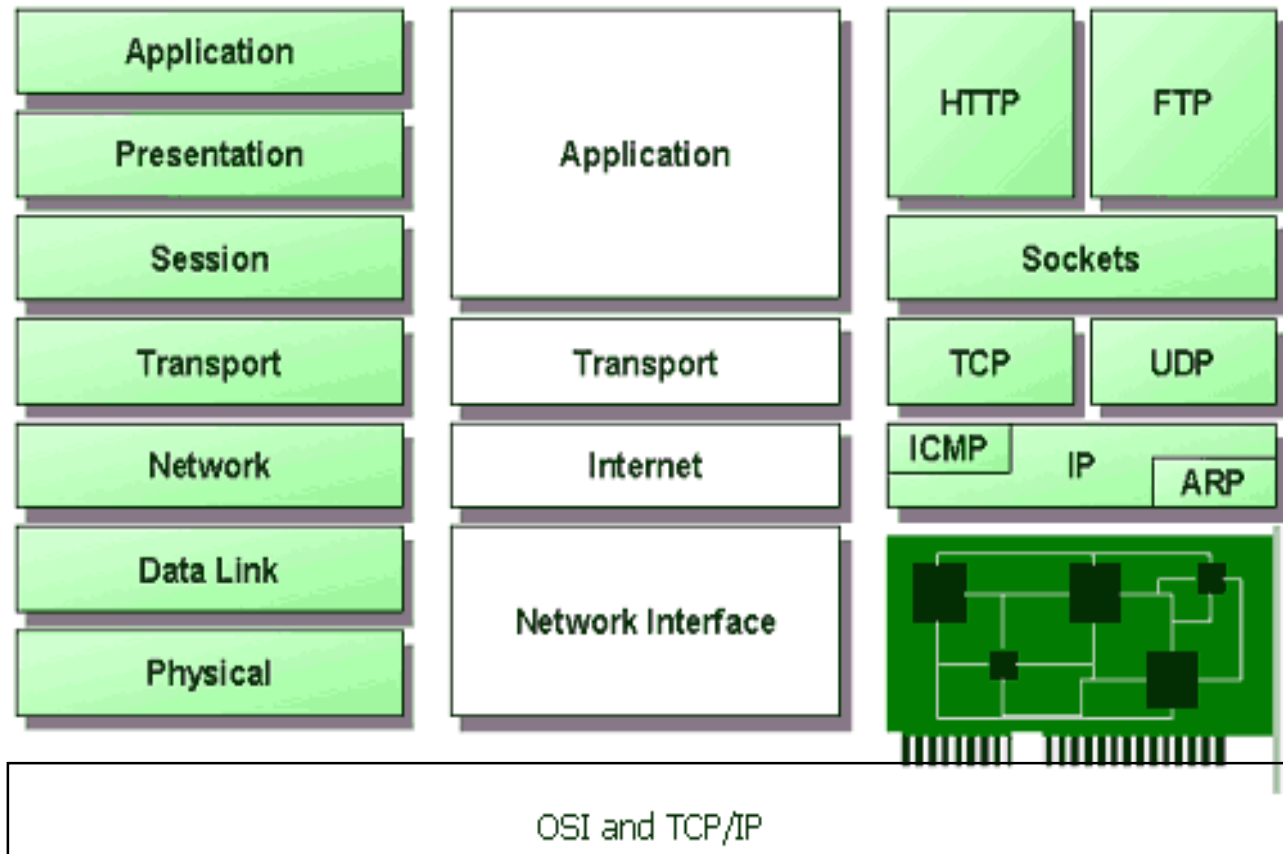 Application
Presentation
Session
Transport
Network
Data Link
Physical
Application
Transport
Internet
Network Interface
HTTP
FTP
Sockets
TCP
UDP
ICMP
IP
ARP
OSI and TCP/IP